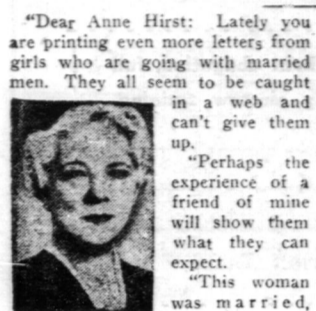 "Dear Anne Hirst: Lately you
are printing even more letters from
girls who are going with married
men. They all seem to be caught
in a web and
can't give them
up.
"Perhaps the
experience of a
friend of mine
will show them
what they can
expect.
"This woman
was married,